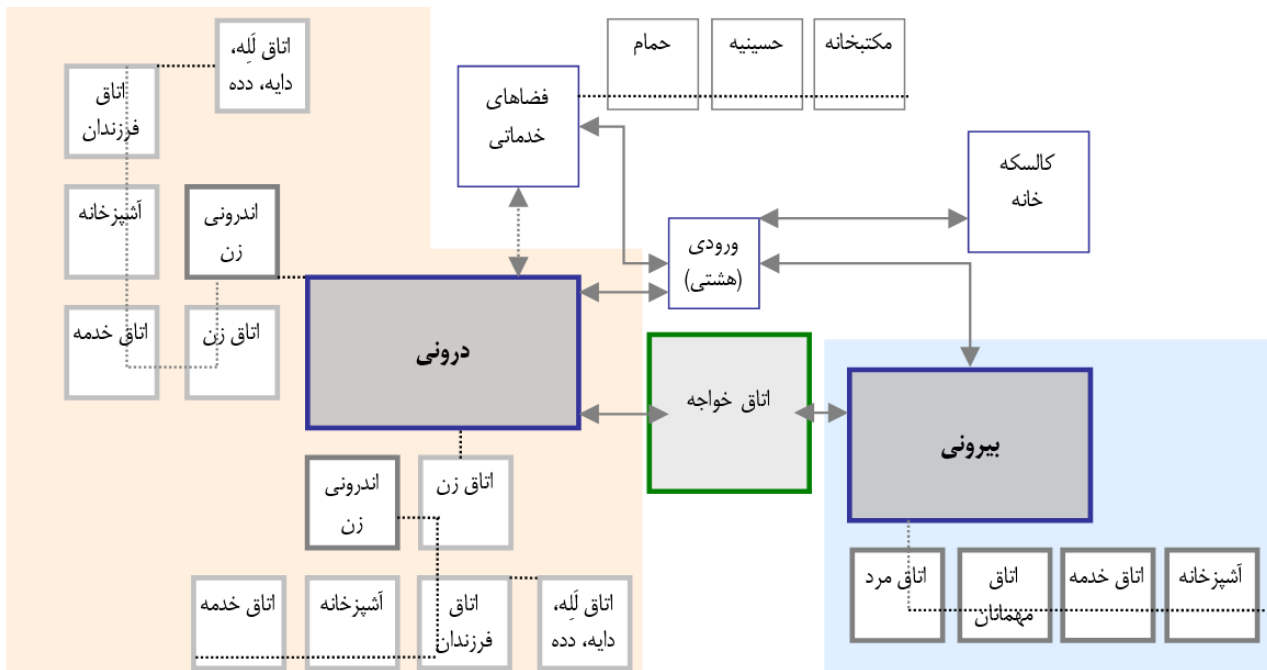 مکتبخانه
حسینیه
حمام
اتاق لَلِه،
دایه، دده
فضاهای
خدماتی
اتاق
فرزندان
کالسکه
خانه
آشپزخانه
اندرونی
زن
ورودی
(هشتی)
اتاق خدمه
اتاق زن
درونی
اتاق خواجه
بیرونی
اندرونی
زن
اتاق زن
اتاق مرد
اتاق
مهمانان
اتاق خدمه
آشپزخانه
اتاق خدمه
آشپزخانه
اتاق
فرزندان
اتاق لَلِه،
دایه، دده